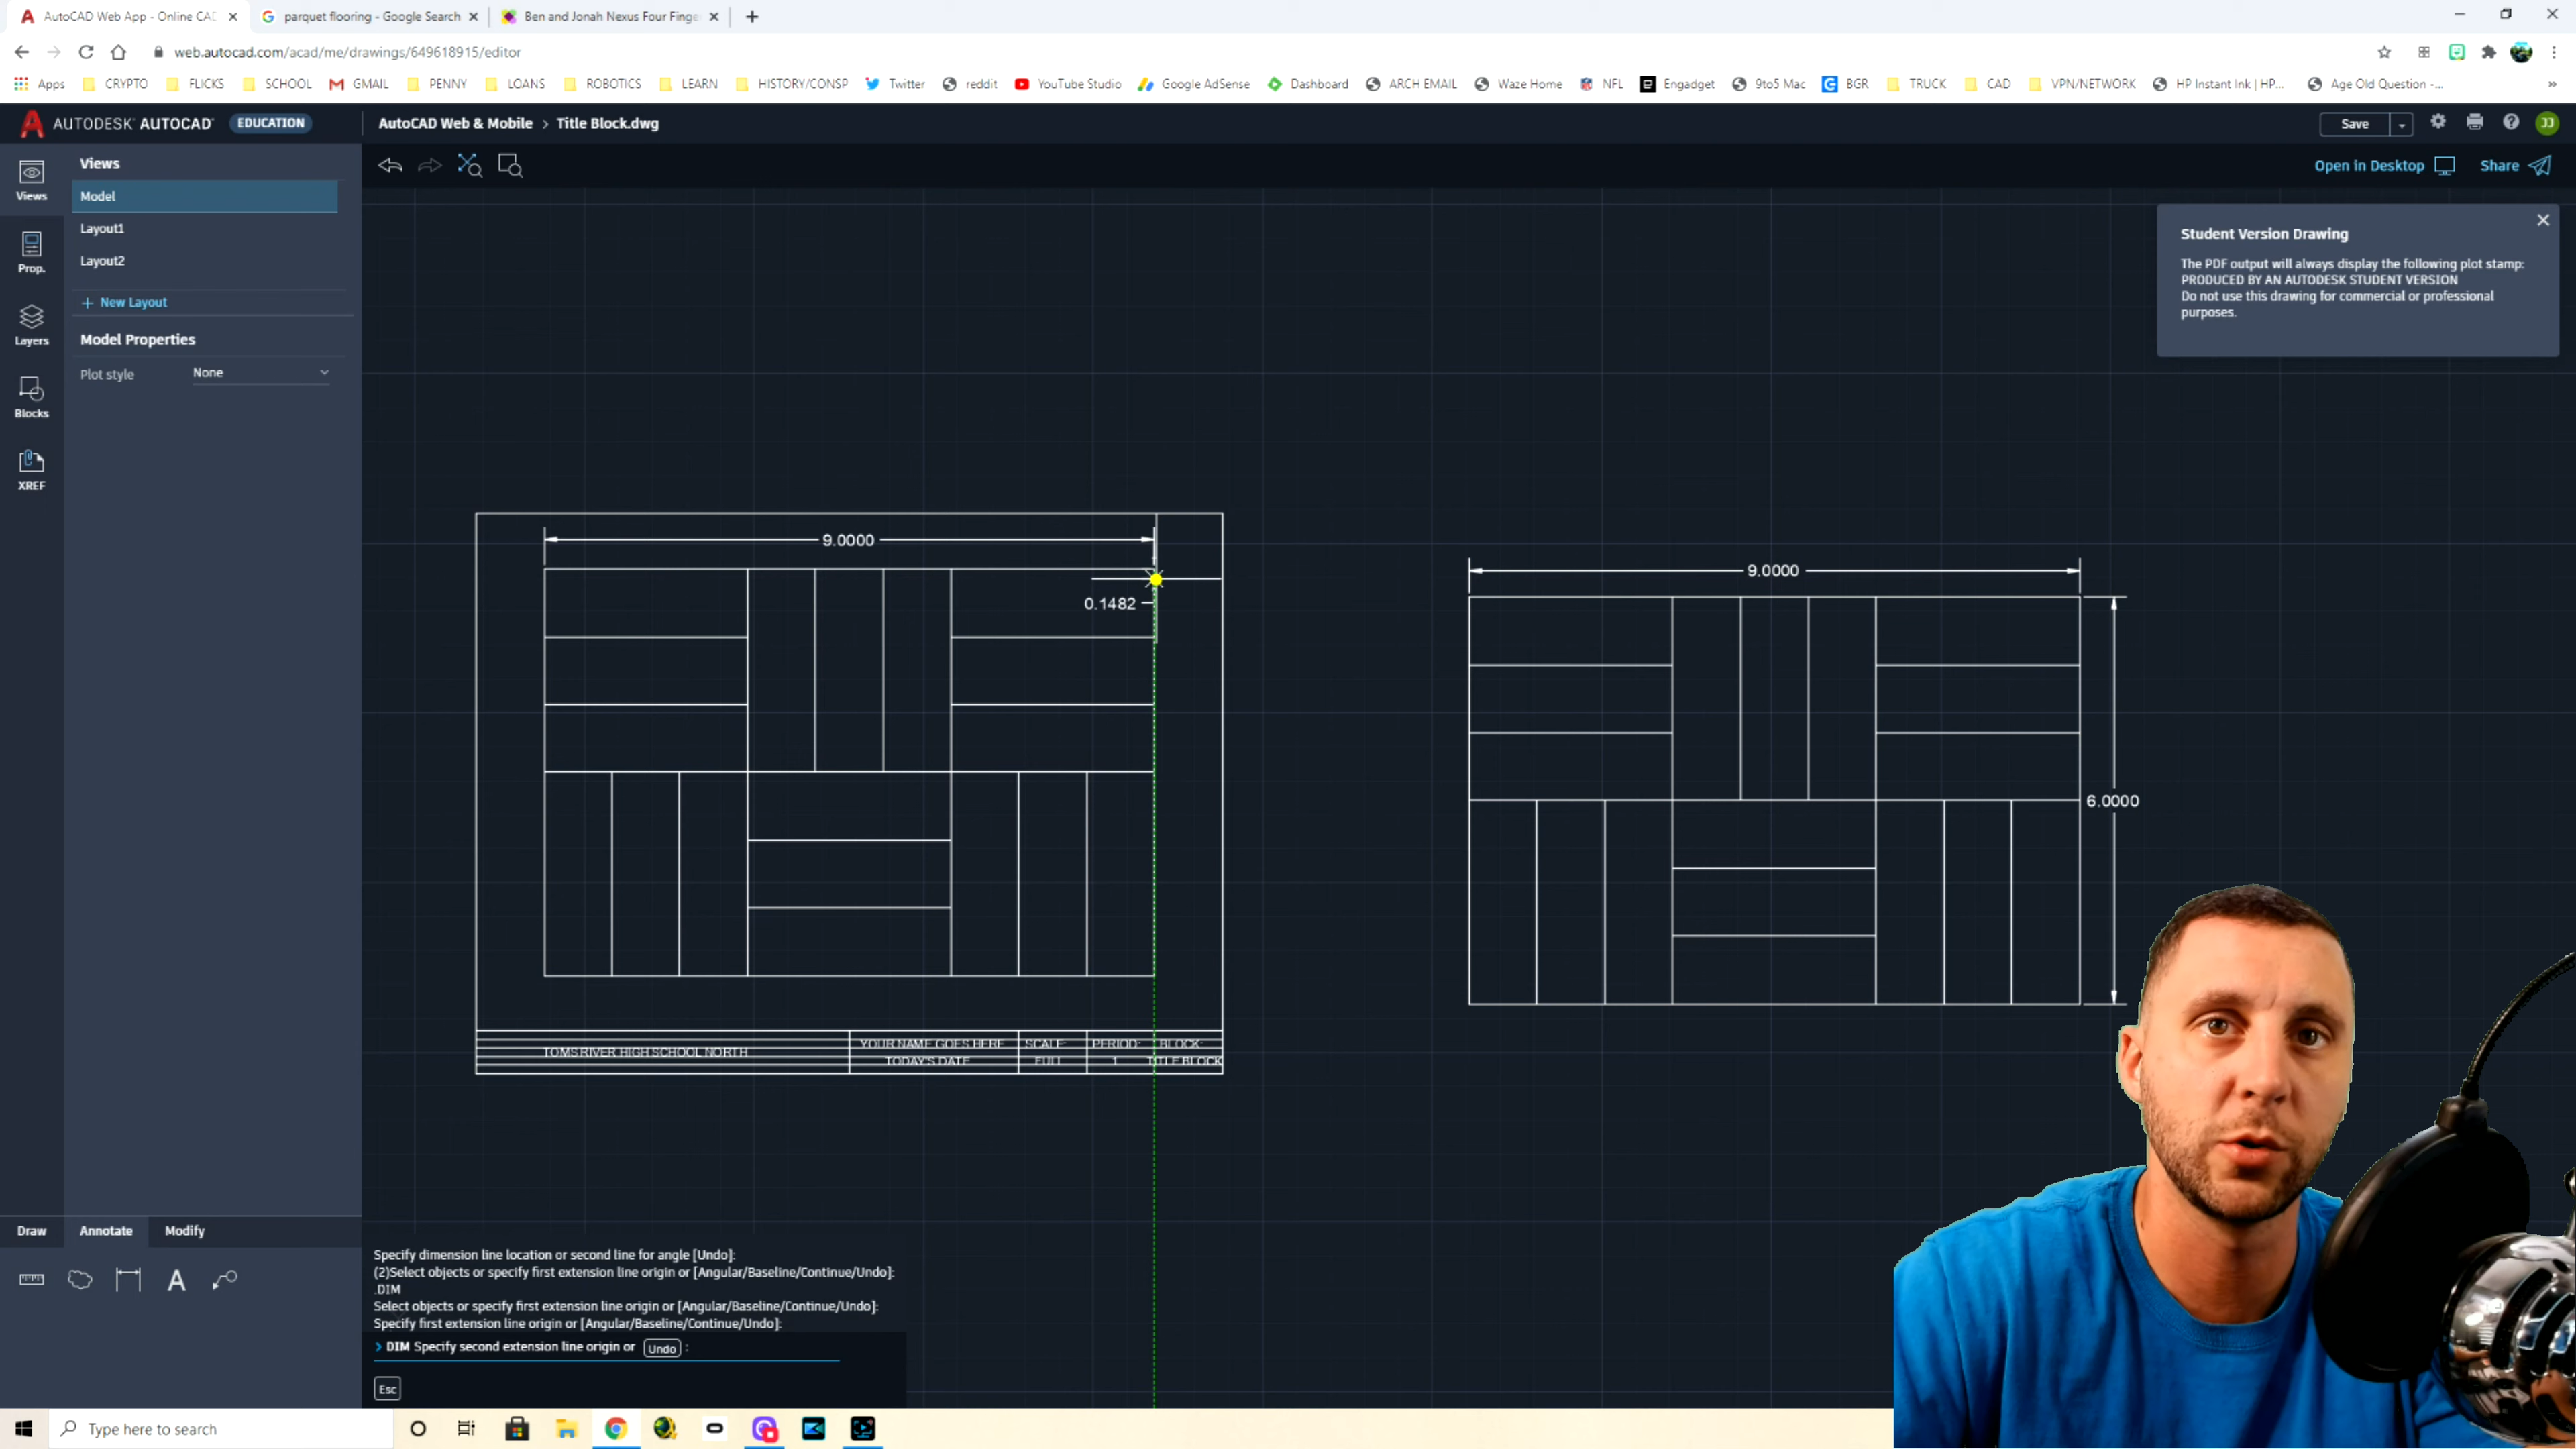 AutoCAD Web App - Online CAD
parquet flooring - Google Search
Ben and Jonah Nexus Four Finge
web.autocad.com/acad/me/drawings/649618915/editor
Apps CRYPTO FLICKS SCHOOL GMAIL PENNY LOANS ROBOTICS LEARN HISTORY/CONSP Twitter reddit YouTube Studio Google AdSense Dashboard ARCH EMAIL Waze Home NFL Engadget 9to5 Mac BGR TRUCK CAD VPN/NETWORK HP Instant Ink | HP... Age Old Question -...
AUTODESK AUTOCAD EDUCATION
AutoCAD Web & Mobile > Title Block.dwg
Save
JJ
Open in Desktop Share
Views
Prop.
Layers
Blocks
XREF
Views
Model
Layout1
Layout2
+ New Layout
Model Properties
Plot style None
Student Version Drawing
The PDF output will always display the following plot stamp:
PRODUCED BY AN AUTODESK STUDENT VERSION
Do not use this drawing for commercial or professional
purposes.
9.0000
0.1482
TOMS RIVER HIGH SCHOOL NORTH
YOUR NAME GOES HERE
TODAY'S DATE
SCALE:
FULL
PERIOD:
1
BLOCK:
TITLE BLOCK
9.0000
6.0000
Draw Annotate Modify
Specify dimension line location or second line for angle [Undo]:
(2)Select objects or specify first extension line origin or [Angular/Baseline/Continue/Undo]:
.DIM
Select objects or specify first extension line origin or [Angular/Baseline/Continue/Undo]:
Specify first extension line origin or [Angular/Baseline/Continue/Undo]:
> DIM Specify second extension line origin or Undo :
Esc
Type here to search